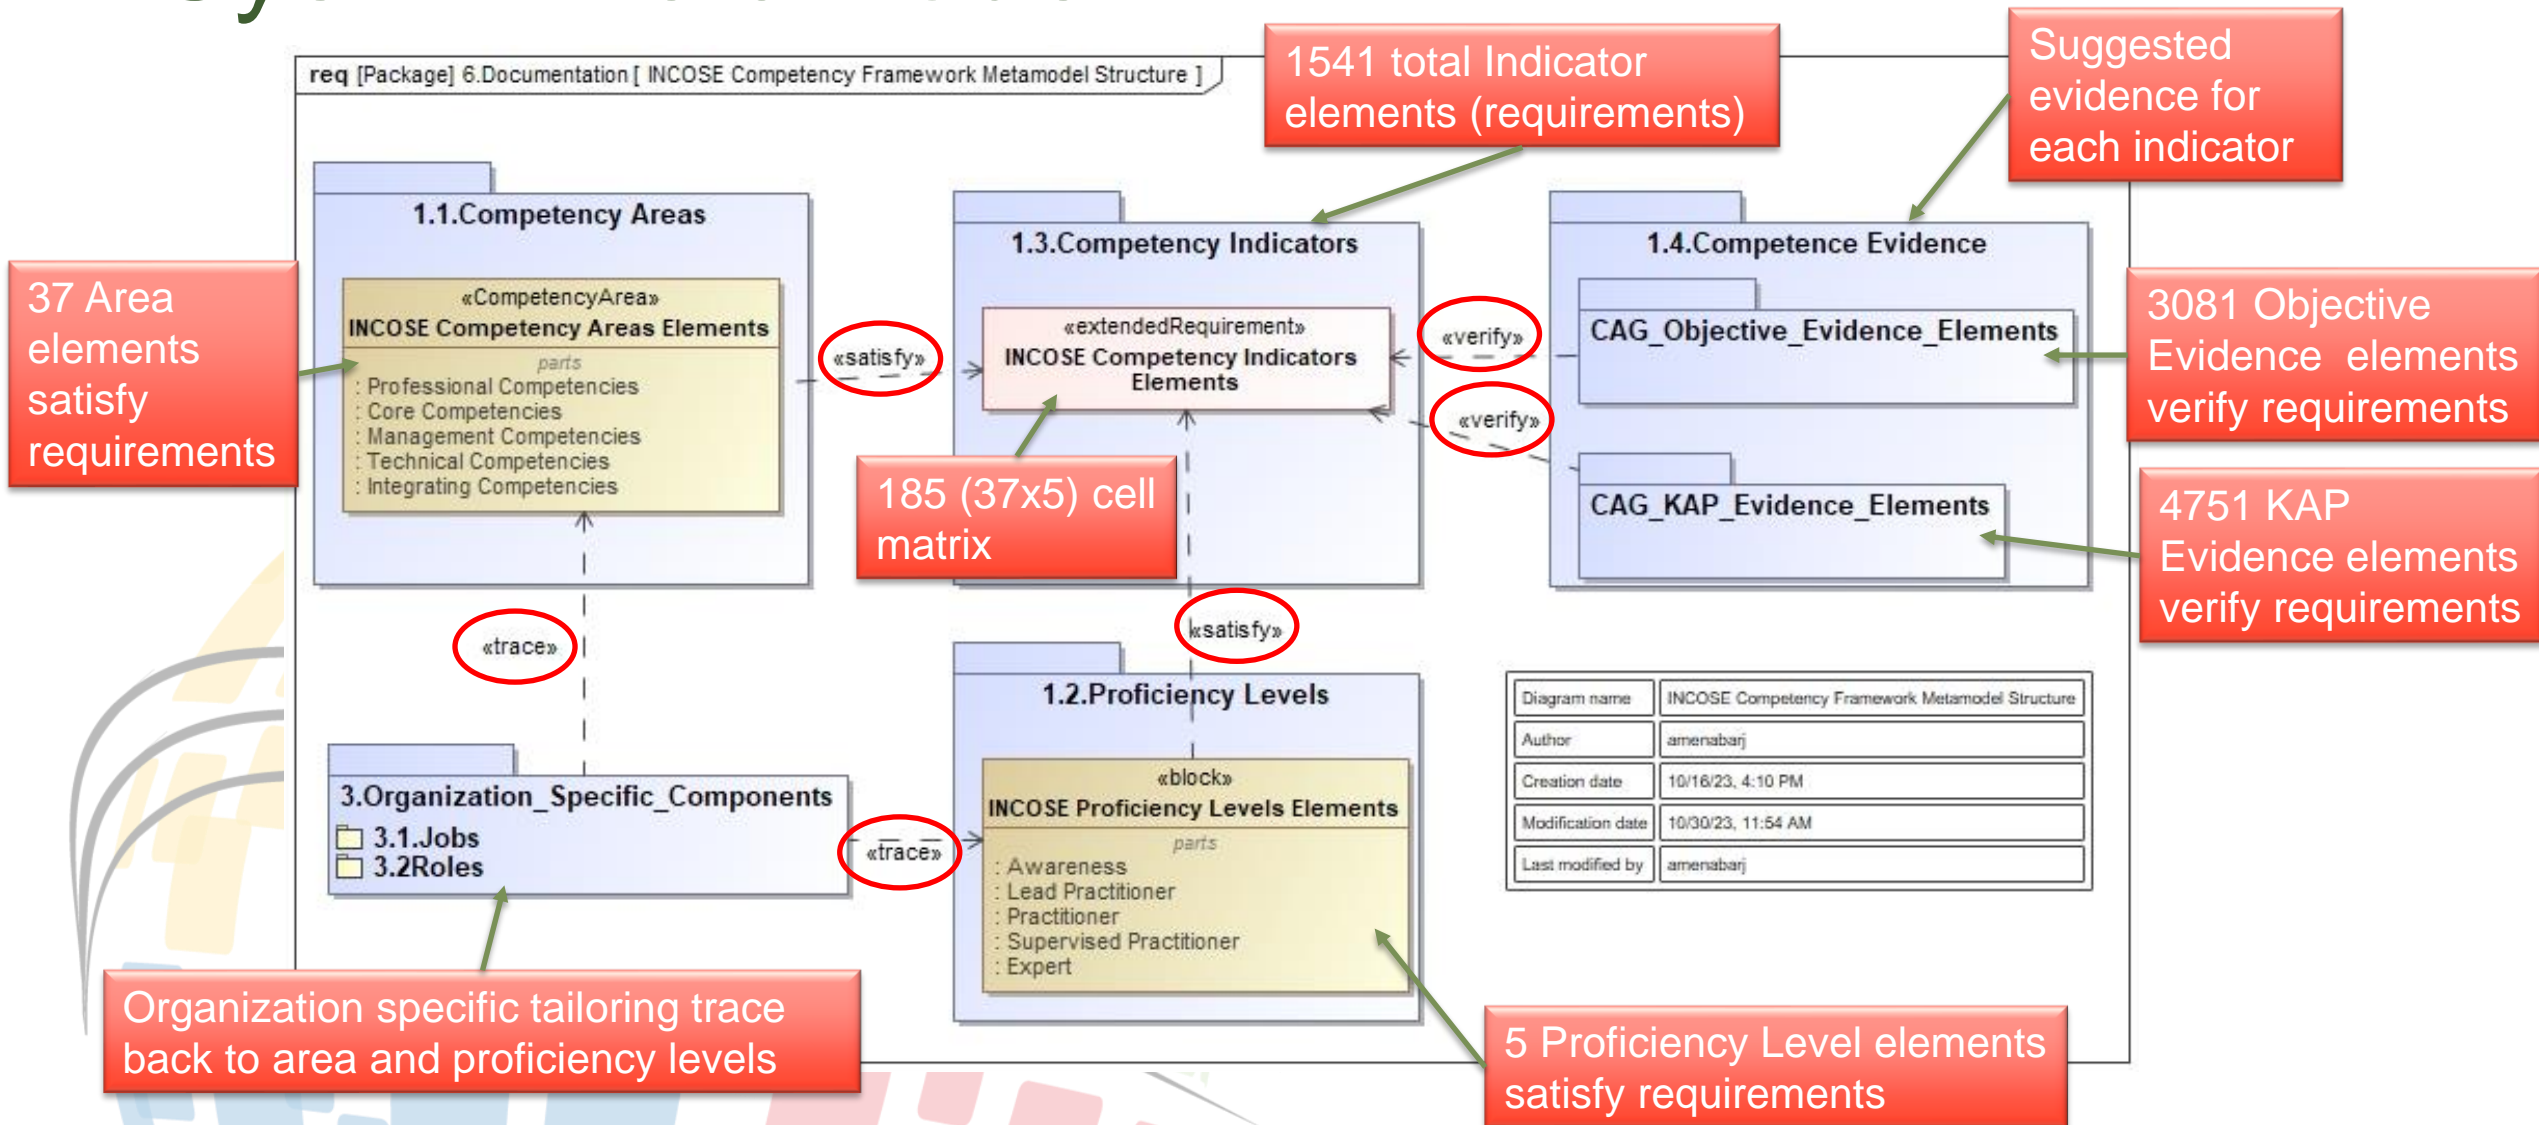 req [Package] 6.Documentation [ INCOSE Competency Framework Metamodel Structure ]
1541 total Indicator
elements (requirements)
Suggested
evidence for
each indicator
1.1.Competency Areas
«CompetencyArea»
INCOSE Competency Areas Elements
parts
: Professional Competencies
: Core Competencies
: Management Competencies
: Technical Competencies
: Integrating Competencies
37 Area
elements
satisfy
requirements
«satisfy»
1.3.Competency Indicators
«extendedRequirement»
INCOSE Competency Indicators
Elements
185 (37x5) cell
matrix
«verify»
«verify»
1.4.Competence Evidence
CAG_Objective_Evidence_Elements
CAG_KAP_Evidence_Elements
3081 Objective
Evidence elements
verify requirements
4751 KAP
Evidence elements
verify requirements
«trace»
«satisfy»
3.Organization_Specific_Components
3.1.Jobs
3.2Roles
«trace»
1.2.Proficiency Levels
«block»
INCOSE Proficiency Levels Elements
parts
: Awareness
: Lead Practitioner
: Practitioner
: Supervised Practitioner
: Expert
Diagram name INCOSE Competency Framework Metamodel Structure
Author amenabarj
Creation date 10/16/23, 4:10 PM
Modification date 10/30/23, 11:54 AM
Last modified by amenabarj
Organization specific tailoring trace
back to area and proficiency levels
5 Proficiency Level elements
satisfy requirements